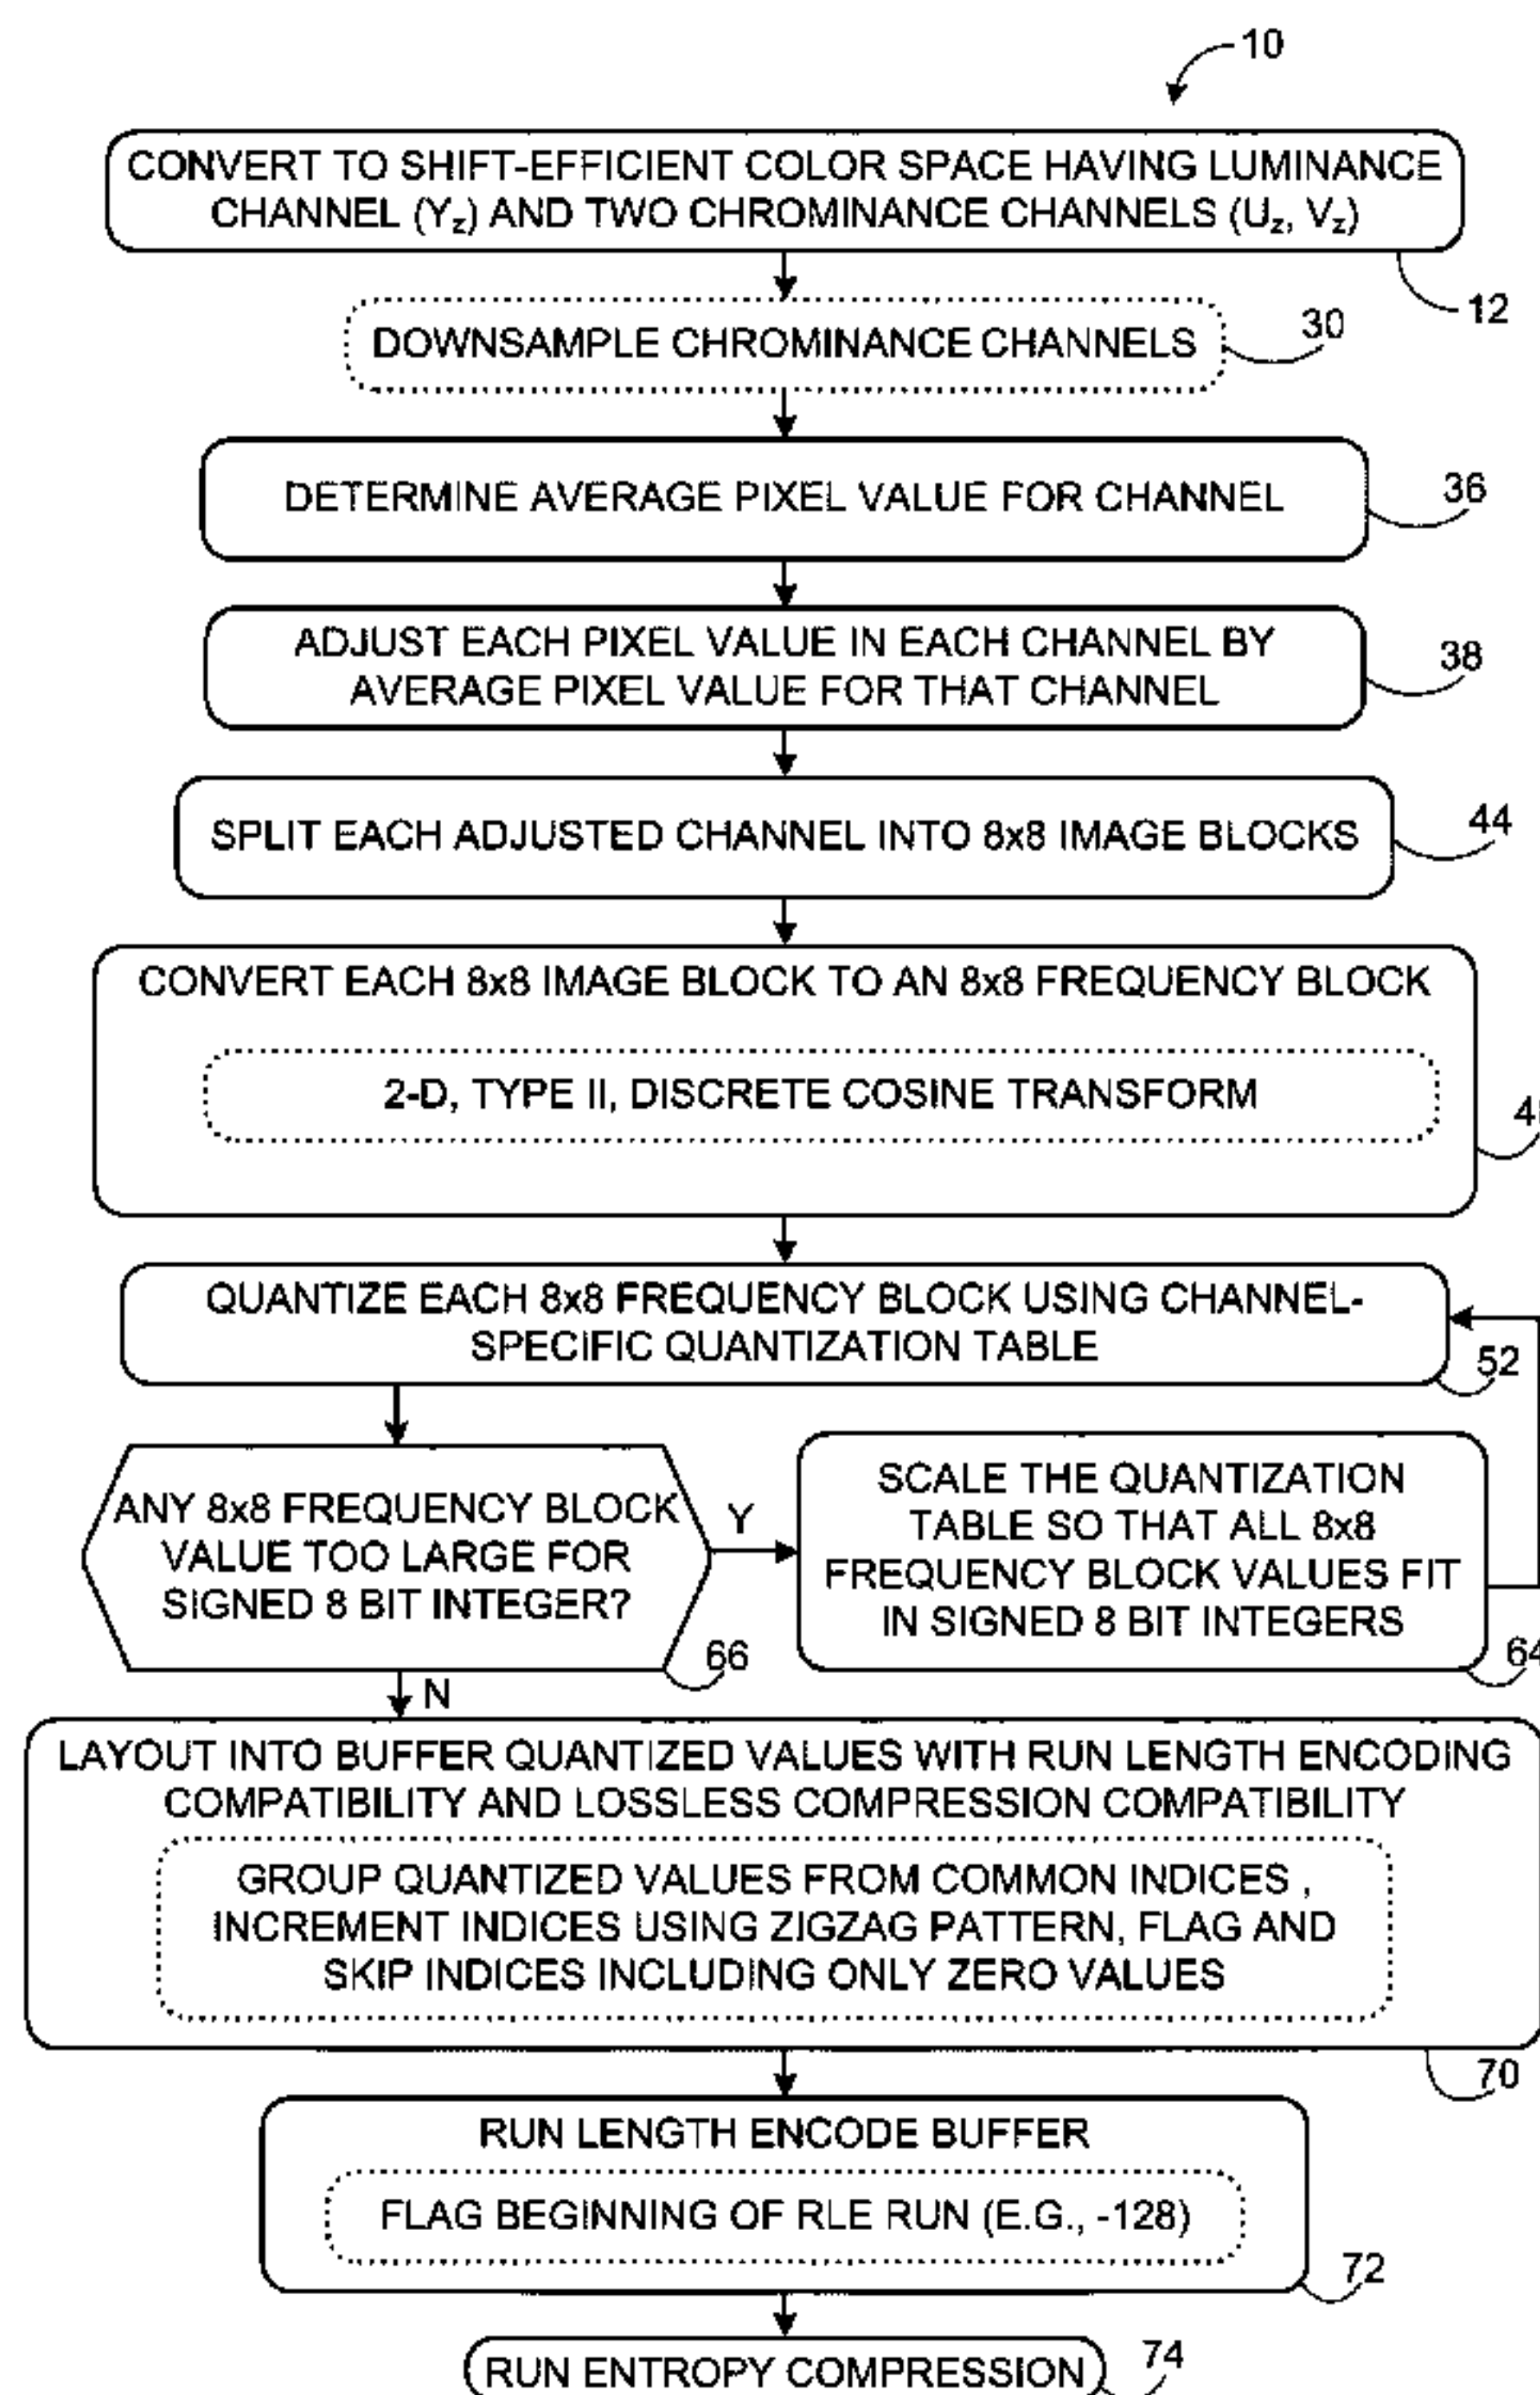 10
CONVERT TO SHIFT-EFFICIENT COLOR SPACE HAVING LUMINANCE
CHANNEL (Yz) AND TWO CHROMINANCE CHANNELS (Uz, Vz)
12
DOWNSAMPLE CHROMINANCE CHANNELS
30
DETERMINE AVERAGE PIXEL VALUE FOR CHANNEL
36
ADJUST EACH PIXEL VALUE IN EACH CHANNEL BY
AVERAGE PIXEL VALUE FOR THAT CHANNEL
38
SPLIT EACH ADJUSTED CHANNEL INTO 8x8 IMAGE BLOCKS
44
CONVERT EACH 8x8 IMAGE BLOCK TO AN 8x8 FREQUENCY BLOCK
2-D, TYPE II, DISCRETE COSINE TRANSFORM
QUANTIZE EACH 8x8 FREQUENCY BLOCK USING CHANNEL-
SPECIFIC QUANTIZATION TABLE
52
ANY 8x8 FREQUENCY BLOCK
VALUE TOO LARGE FOR
SIGNED 8 BIT INTEGER?
66
Y
SCALE THE QUANTIZATION
TABLE SO THAT ALL 8x8
FREQUENCY BLOCK VALUES FIT
IN SIGNED 8 BIT INTEGERS
64
N
LAYOUT INTO BUFFER QUANTIZED VALUES WITH RUN LENGTH ENCODING
COMPATIBILITY AND LOSSLESS COMPRESSION COMPATIBILITY
GROUP QUANTIZED VALUES FROM COMMON INDICES ,
INCREMENT INDICES USING ZIGZAG PATTERN, FLAG AND
SKIP INDICES INCLUDING ONLY ZERO VALUES
70
RUN LENGTH ENCODE BUFFER
FLAG BEGINNING OF RLE RUN (E.G., -128)
72
RUN ENTROPY COMPRESSION
74